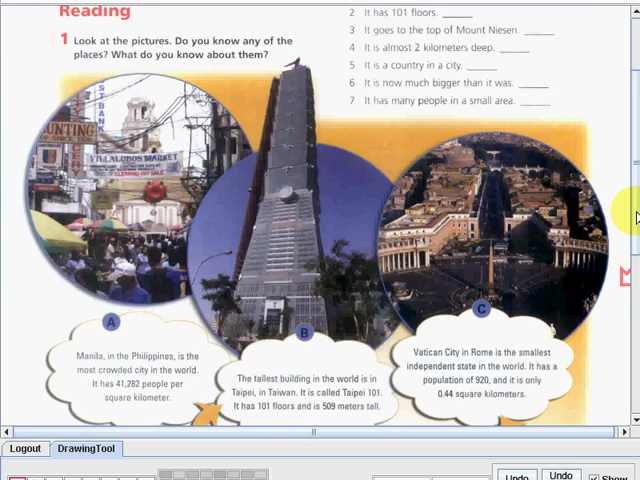 Reading
1 Look at the pictures. Do you know any of the
places? What do you know about them?
2 It has 101 floors.
3 It goes to the top of Mount Niesen.
4 It is almost 2 kilometers deep.
5 It is a country in a city.
6 It is now much bigger than it was.
7 It has many people in a small area.
VILLALOBOS MARKET
A
Manila, in the Philippines, is the
most crowded city in the world.
It has 41,282 people per
square kilometer.
B
The tallest building in the world is in
Taipei, in Taiwan. It is called Taipei 101.
It has 101 floors and is 509 meters tall.
C
Vatican City in Rome is the smallest
independent state in the world. It has a
population of 920, and it is only
0.44 square kilometers.
Logout
DrawingTool
Undo
Undo
Show